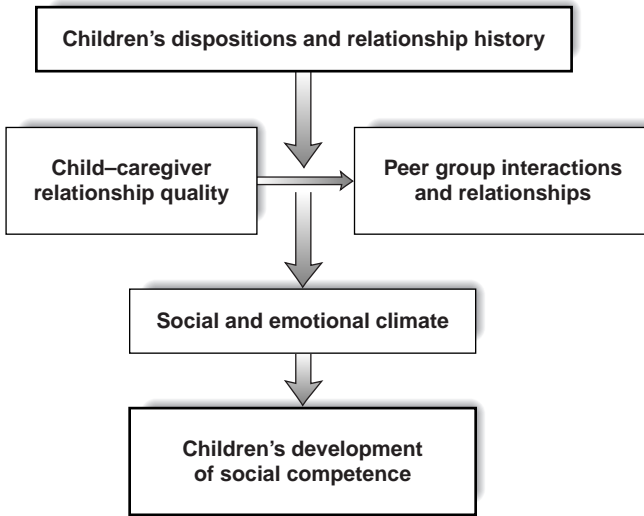 Children’s dispositions and relationship history
Child–caregiver
relationship quality
Peer group interactions
and relationships
Social and emotional climate
Children’s development
of social competence